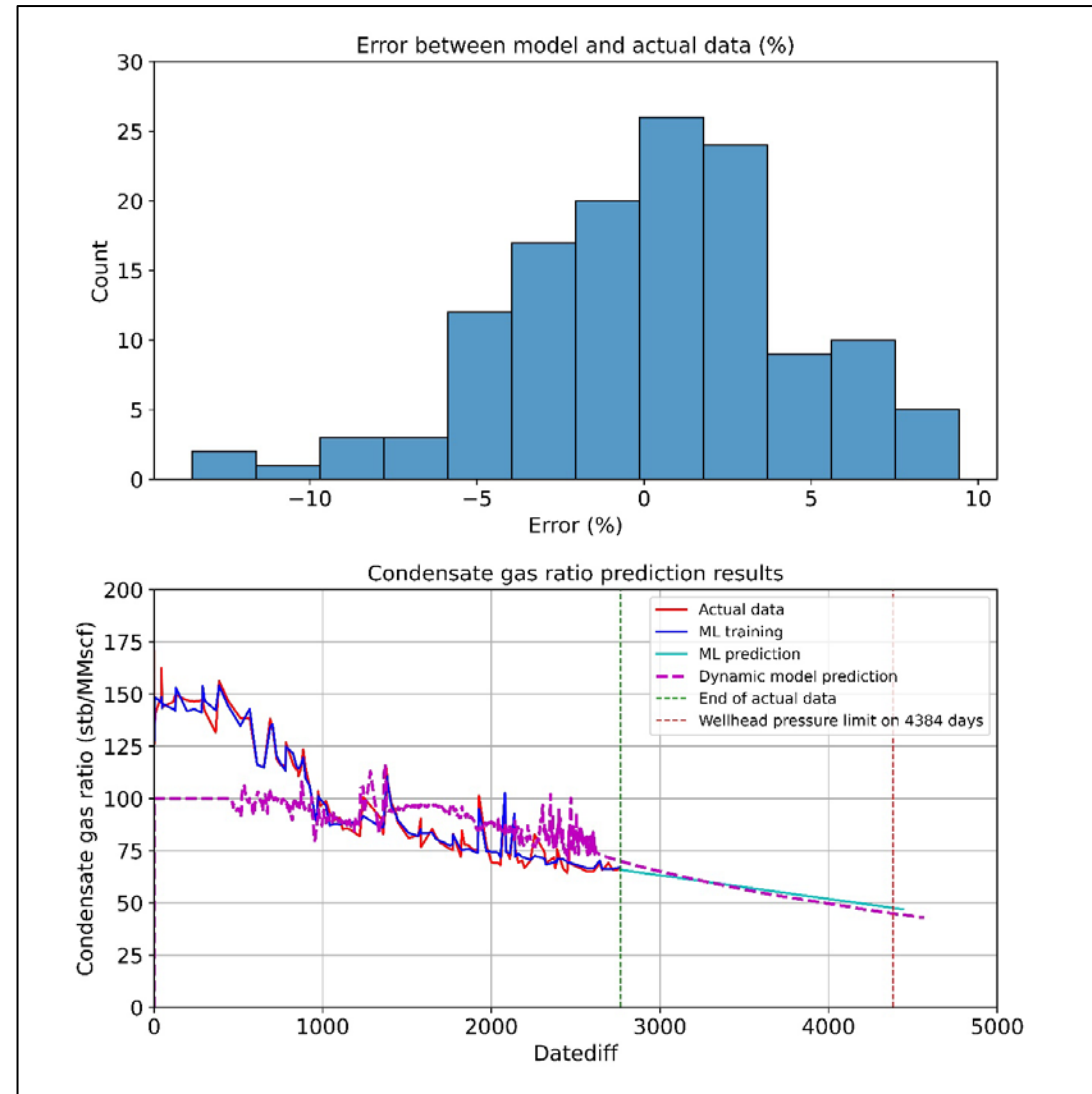 Error between model and actual data (%)
30
25
20
15
10
5
0
Count
−10 −5 0 5 10
Error (%)
Condensate gas ratio prediction results
200
175
150
125
100
75
50
25
0
Condensate gas ratio (stb/MMscf)
Actual data
ML training
ML prediction
Dynamic model prediction
End of actual data
Wellhead pressure limit on 4384 days
0 1000 2000 3000 4000 5000
Datediff